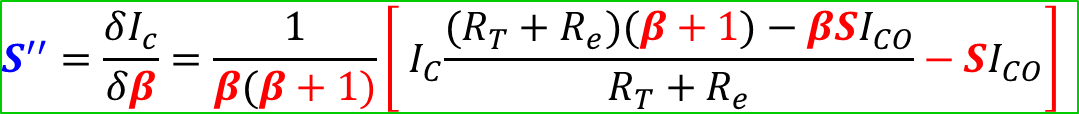 S'' = δI_c/δβ = 1/(β(β + 1)) [ I_C ((R_T + R_e)(β + 1) − βSI_CO)/(R_T + R_e) − SI_CO ]